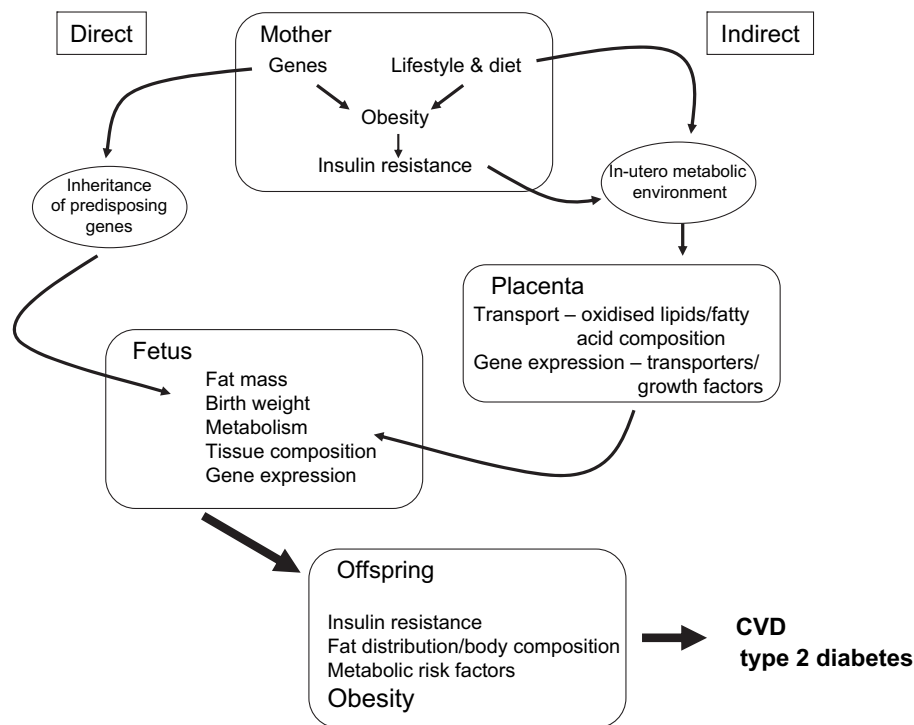 Direct
Mother
Indirect
Genes
Lifestyle & diet
Obesity
Insulin resistance
Inheritance
of predisposing
genes
In-utero metabolic
environment
Placenta
Transport – oxidised lipids/fatty
acid composition
Gene expression – transporters/
growth factors
Fetus
Fat mass
Birth weight
Metabolism
Tissue composition
Gene expression
Offspring
Insulin resistance
Fat distribution/body composition
Metabolic risk factors
Obesity
CVD
type 2 diabetes